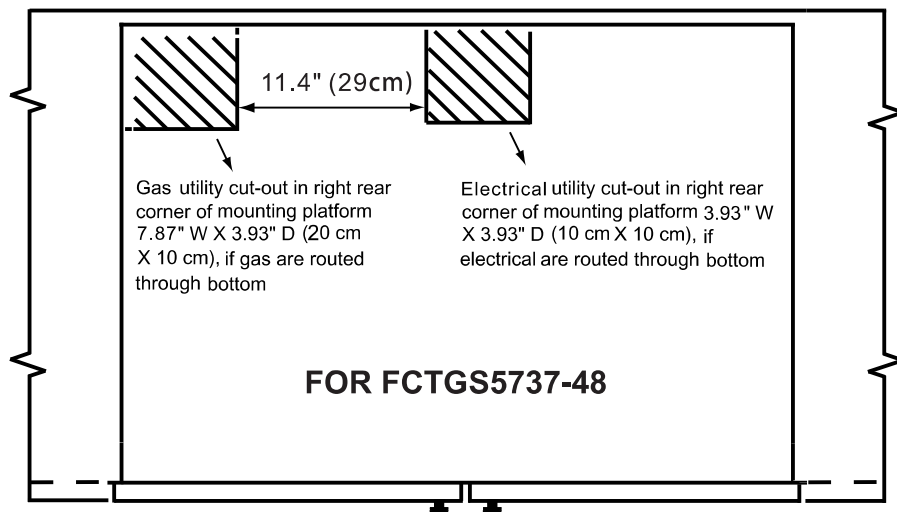 11.4" (29cm)
Gas utility cut-out in right rear
corner of mounting platform
7.87" W X 3.93" D (20 cm
X 10 cm), if gas are routed
through bottom
Electrical utility cut-out in right rear
corner of mounting platform 3.93" W
X 3.93" D (10 cm X 10 cm), if
electrical are routed through bottom
FOR FCTGS5737-48